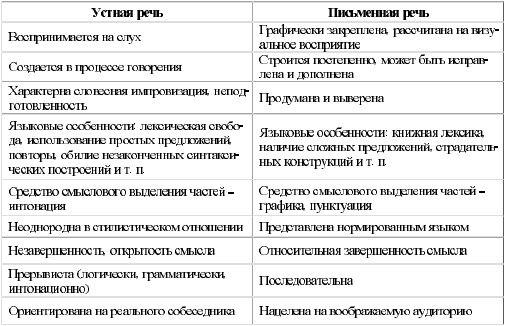 Устная речь
Письменная речь
Воспринимается на слух
Графически закреплена, рассчитана на визу-
альное восприятие
Создается в процессе говорения
Строится постепенно, может быть исправ-
лена и дополнена
Характерна словесная импровизация, непод-
готовленность
Продумана и выверена
Языковые особенности: лексическая свобо-
да, использование простых предложений,
повторы, обилие незаконченных синтакси-
ческих построений и т. п.
Языковые особенности: книжная лексика,
наличие сложных предложений, страдатель-
ных конструкций и т. п.
Средство смыслового выделения частей –
интонация
Средство смыслового выделения частей –
графика, пунктуация
Неоднородна в стилистическом отношении
Представлена нормированным языком
Незавершенность, открытость смысла
Относительная завершенность смысла
Прерывиста (логически, грамматически,
интонационно)
Последовательна
Ориентирована на реального собеседника
Нацелена на воображаемую аудиторию